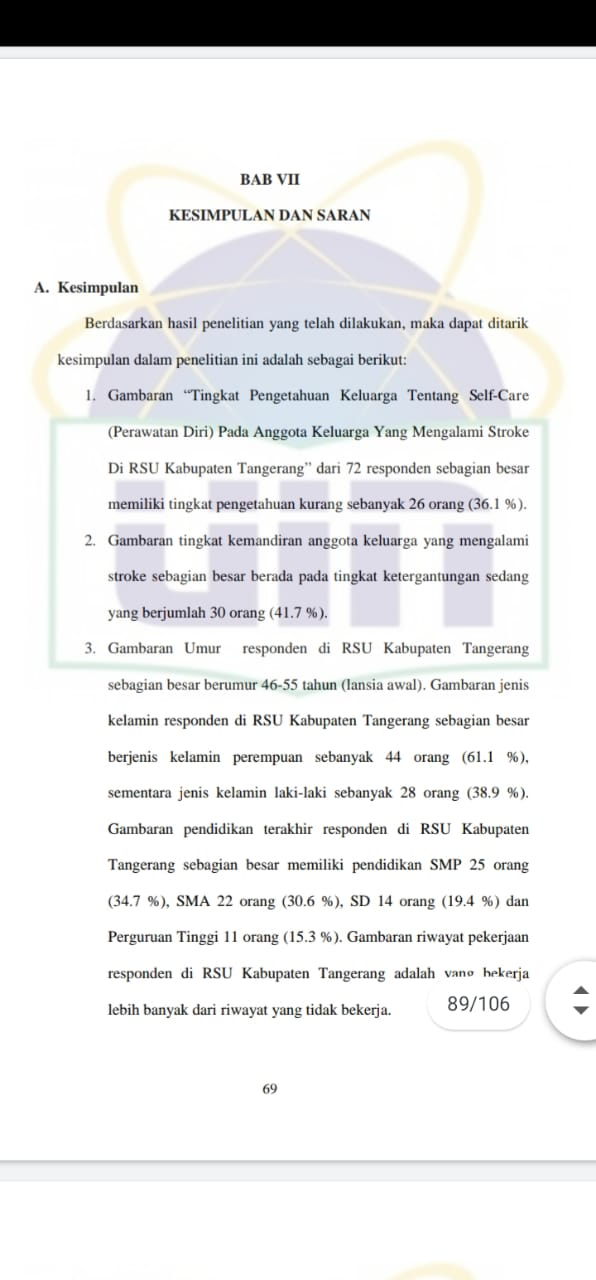 BAB VII
KESIMPULAN DAN SARAN
A. Kesimpulan
Berdasarkan hasil penelitian yang telah dilakukan, maka dapat ditarik
kesimpulan dalam penelitian ini adalah sebagai berikut:
1. Gambaran “Tingkat Pengetahuan Keluarga Tentang Self-Care
(Perawatan Diri) Pada Anggota Keluarga Yang Mengalami Stroke
Di RSU Kabupaten Tangerang” dari 72 responden sebagian besar
memiliki tingkat pengetahuan kurang sebanyak 26 orang (36.1 %).
2. Gambaran tingkat kemandiran anggota keluarga yang mengalami
stroke sebagian besar berada pada tingkat ketergantungan sedang
yang berjumlah 30 orang (41.7 %).
3. Gambaran Umur responden di RSU Kabupaten Tangerang
sebagian besar berumur 46-55 tahun (lansia awal). Gambaran jenis
kelamin responden di RSU Kabupaten Tangerang sebagian besar
berjenis kelamin perempuan sebanyak 44 orang (61.1 %),
sementara jenis kelamin laki-laki sebanyak 28 orang (38.9 %).
Gambaran pendidikan terakhir responden di RSU Kabupaten
Tangerang sebagian besar memiliki pendidikan SMP 25 orang
(34.7 %), SMA 22 orang (30.6 %), SD 14 orang (19.4 %) dan
Perguruan Tinggi 11 orang (15.3 %). Gambaran riwayat pekerjaan
responden di RSU Kabupaten Tangerang adalah yang bekerja
lebih banyak dari riwayat yang tidak bekerja.
89/106
69
uin